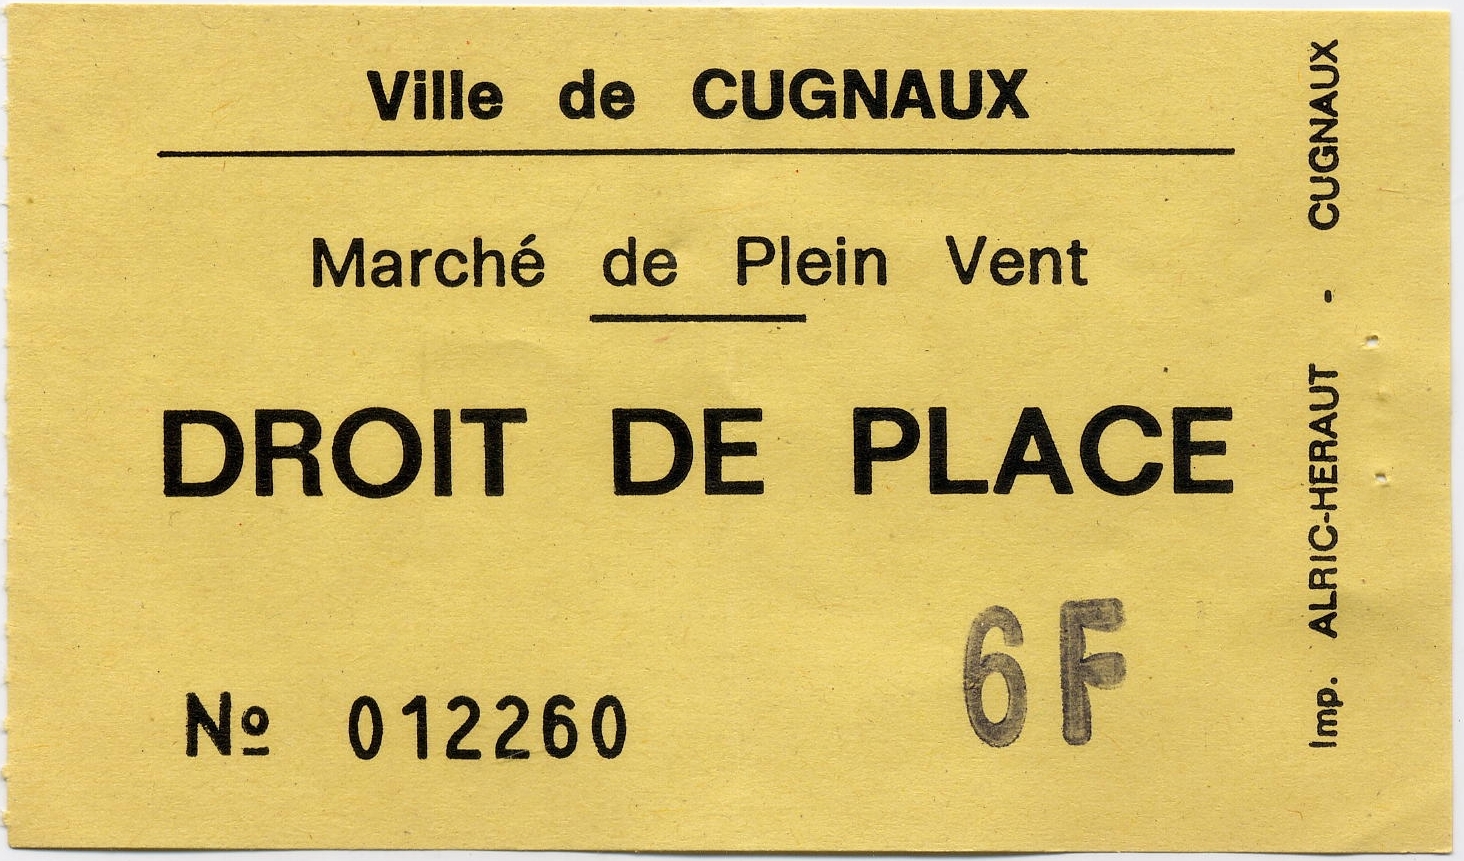 Ville de CUGNAUX
Marché de Plein Vent
DROIT DE PLACE
6F
Nº 012260
Imp. ALRIC-HERAUT - CUGNAUX